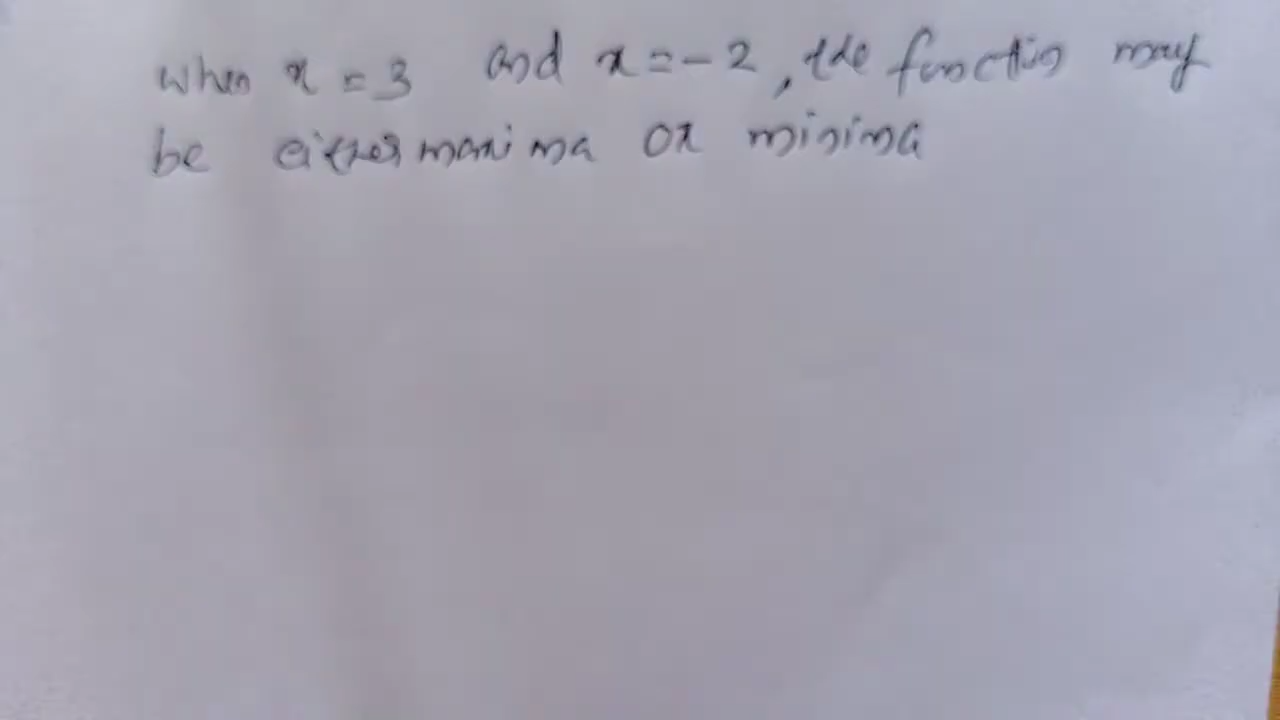 when x = 3 and x = -2, the function may
be either maxima or minima